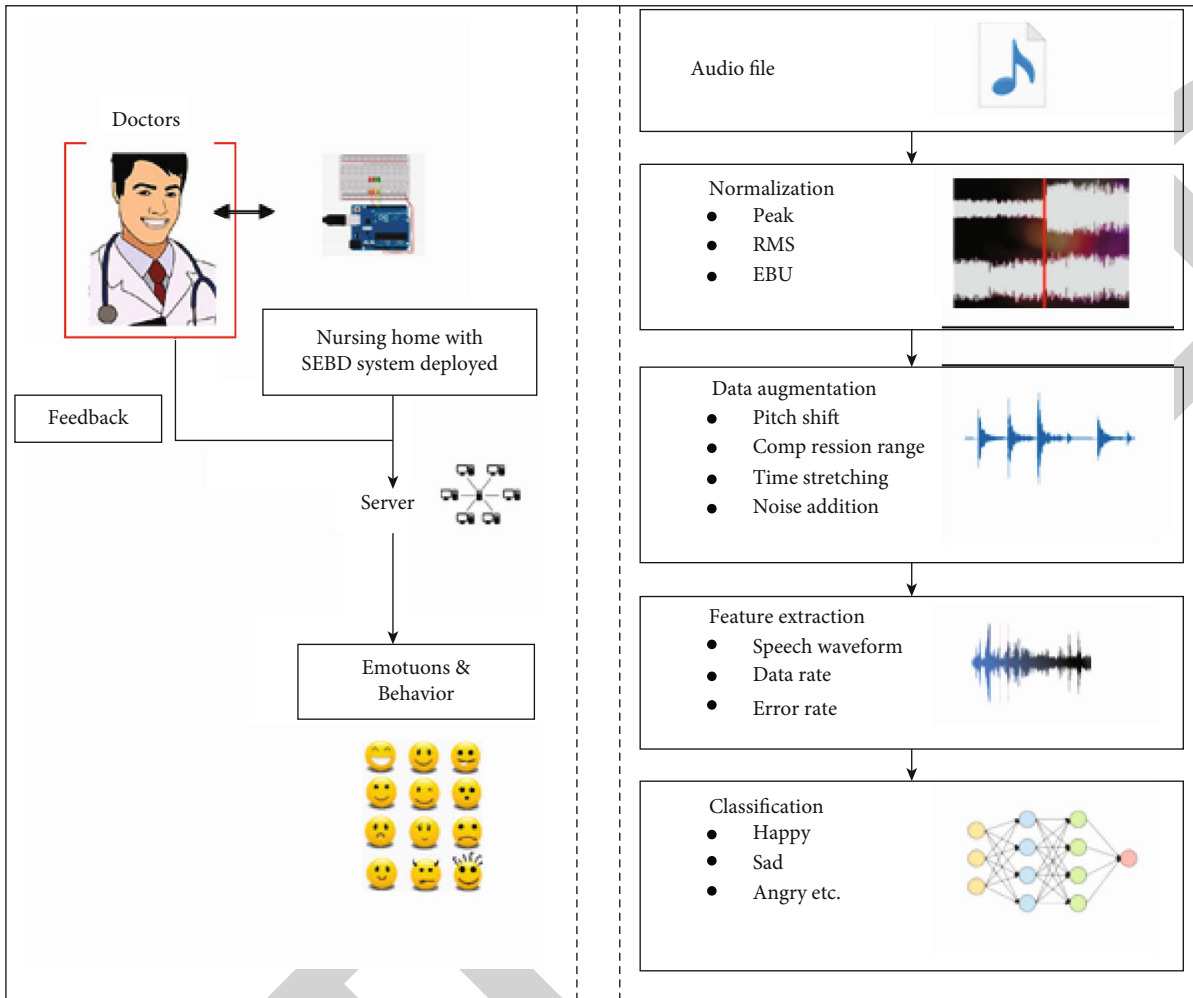 Doctors
Nursing home with
SEBD system deployed
Feedback
Server
Emotuons &
Behavior
Audio file
Normalization
● Peak
● RMS
● EBU
Data augmentation
● Pitch shift
● Comp ression range
● Time stretching
● Noise addition
Feature extraction
● Speech waveform
● Data rate
● Error rate
Classification
● Happy
● Sad
● Angry etc.